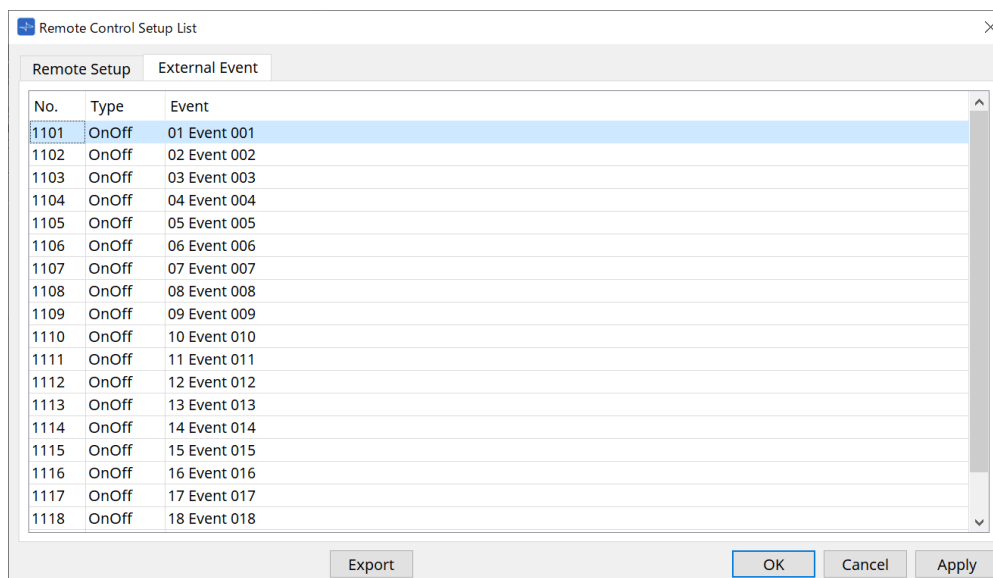 Remote Control Setup List
Remote Setup External Event
No. Type Event
1101 OnOff 01 Event 001
1102 OnOff 02 Event 002
1103 OnOff 03 Event 003
1104 OnOff 04 Event 004
1105 OnOff 05 Event 005
1106 OnOff 06 Event 006
1107 OnOff 07 Event 007
1108 OnOff 08 Event 008
1109 OnOff 09 Event 009
1110 OnOff 10 Event 010
1111 OnOff 11 Event 011
1112 OnOff 12 Event 012
1113 OnOff 13 Event 013
1114 OnOff 14 Event 014
1115 OnOff 15 Event 015
1116 OnOff 16 Event 016
1117 OnOff 17 Event 017
1118 OnOff 18 Event 018
Export OK Cancel Apply